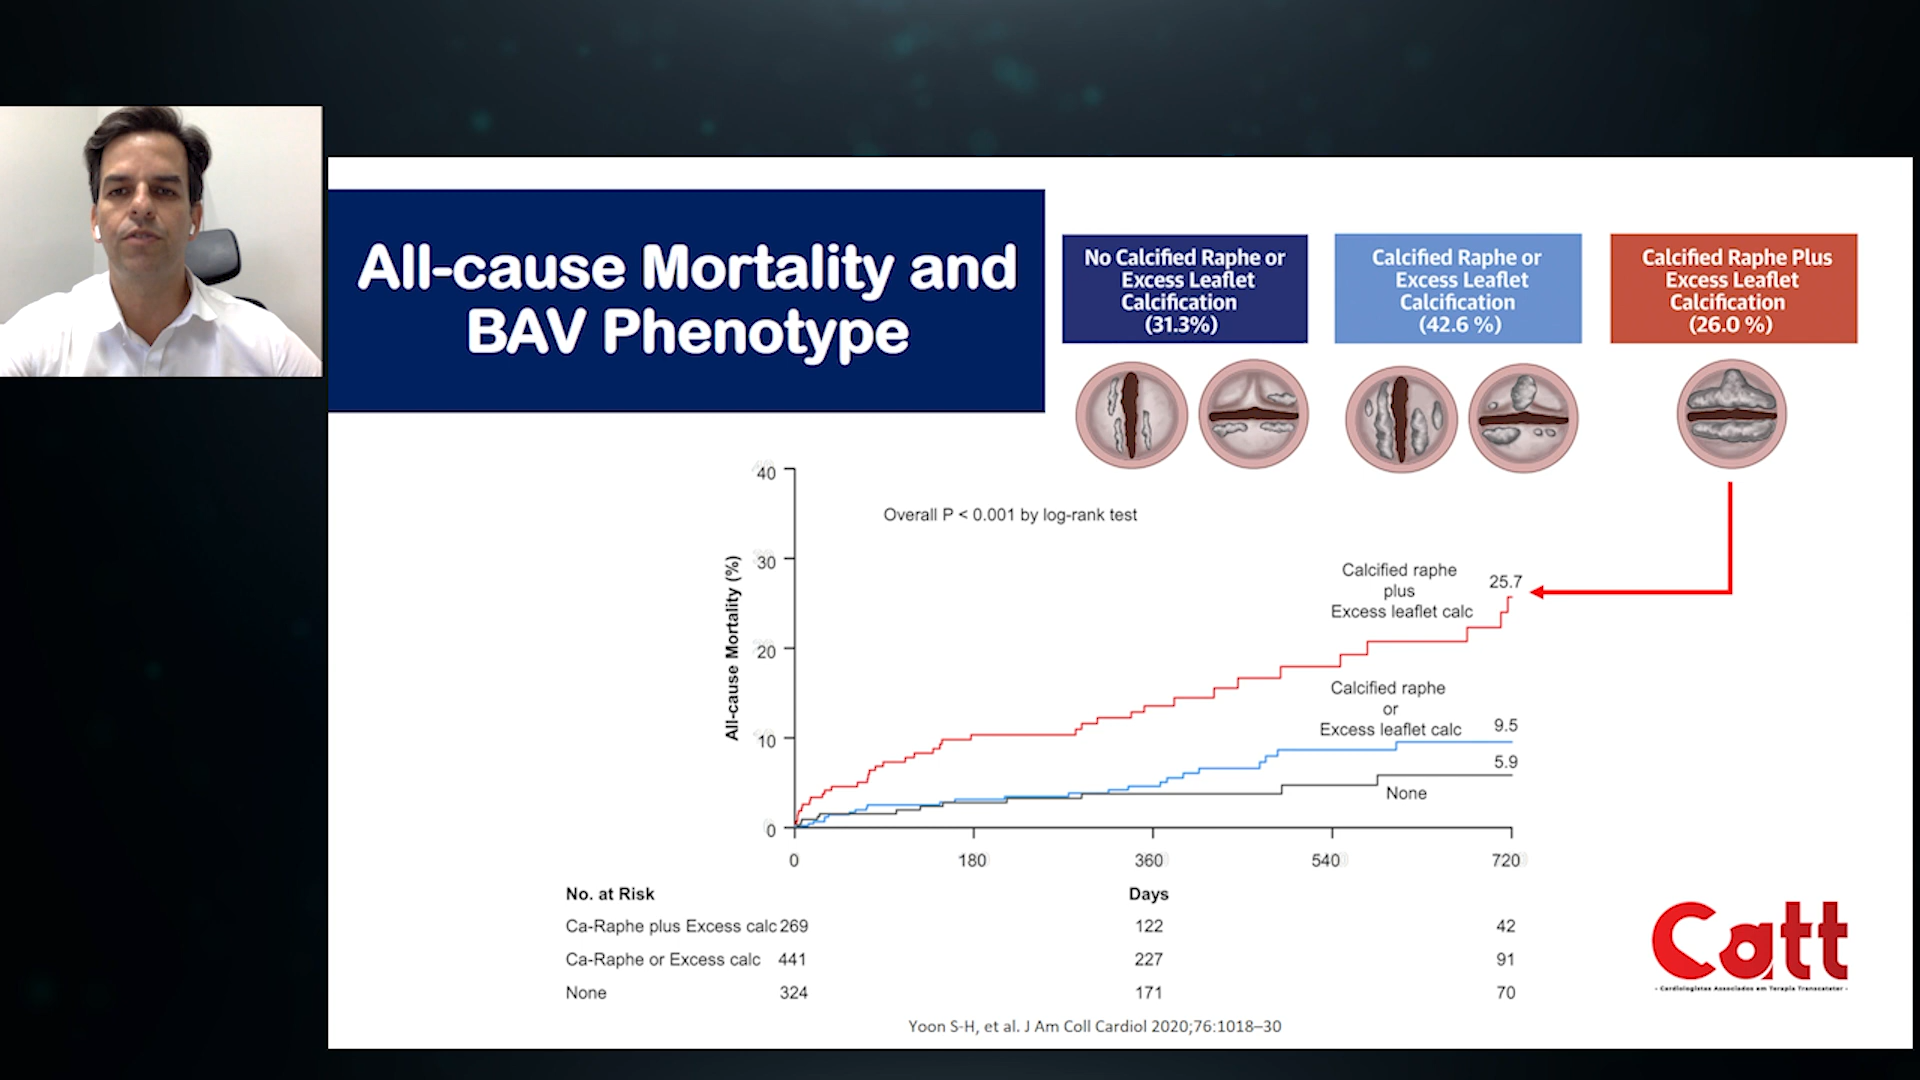 All-cause Mortality and
BAV Phenotype
No Calcified Raphe or
Excess Leaflet
Calcification
(31.3%)
Calcified Raphe or
Excess Leaflet
Calcification
(42.6 %)
Calcified Raphe Plus
Excess Leaflet
Calcification
(26.0 %)
Overall P < 0.001 by log-rank test
All-cause Mortality (%)
40
30
20
10
0
Calcified raphe
plus
Excess leaflet calc
25.7
Calcified raphe
or
Excess leaflet calc
9.5
5.9
None
0 180 360 540 720
No. at Risk Days
Ca-Raphe plus Excess calc 269 122 42
Ca-Raphe or Excess calc 441 227 91
None 324 171 70
Catt
- Cardiologistas Associados em Terapia Transcateter -
Yoon S-H, et al. J Am Coll Cardiol 2020;76:1018–30